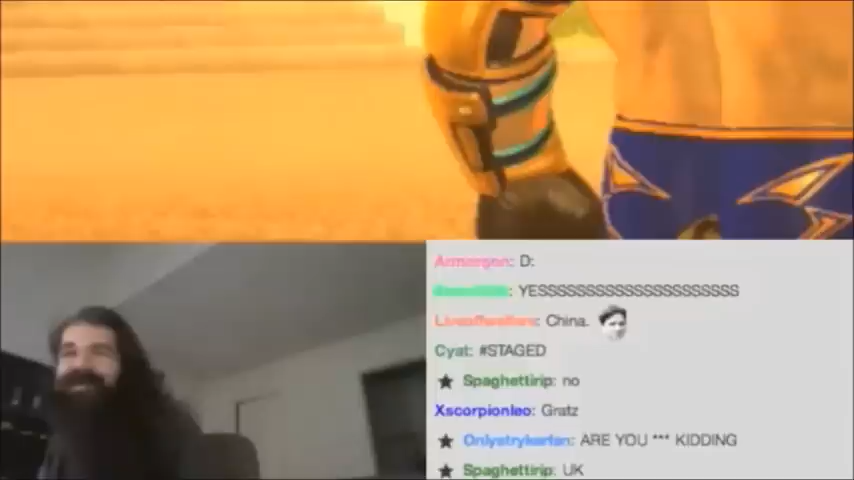 D:
YESSSSSSSSSSSSSSSSSSSSS
China.
Cyat: #STAGED
Spaghettirip: no
Xscorpionleo: Gratz
ARE YOU *** KIDDING
Spaghettirip: UK